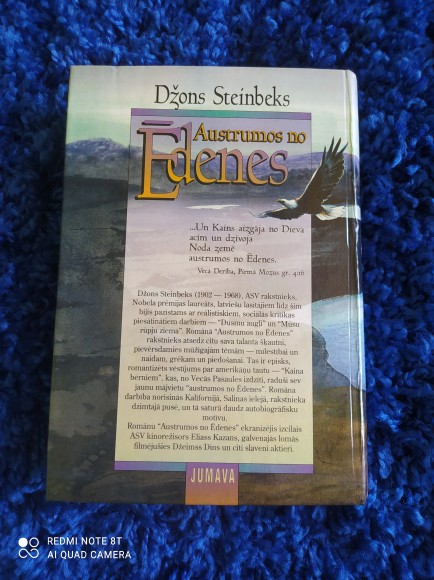 Džons Steinbeks
Austrumos no
Ēdenes
...Un Kains aizgāja no Dieva
acīm un dzīvoja
Noda zemē
austrumos no Ēdenes.
Vecā Derība, Pirmā Mozus gr. 4:16
Džons Steinbeks (1902 — 1968), ASV rakstnieks,
Nobela prēmijas laureāts, latviešu lasītājiem līdz šim
bijis pazīstams ar reālistiskiem, sociālās kritikas
piesātinātiem darbiem — "Dusmu augļi" un "Mūsu
rūpju ziema". Romānā "Austrumos no Ēdenes"
rakstnieks atsedz citu sava talanta šķautni,
pievērsdamies mūžīgajām tēmām — mīlestībai un
naidam, grēkam un piedošanai. Tas ir episks,
romantizēts vēstījums par amerikāņu tautu — "Kaina
bērniem", kas, no Vecās Pasaules izdzīti, raduši sev
jaunu mājvietu "austrumos no Ēdenes". Romāna
darbība norisinās Kalifornijā, Salinas ielejā, rakstnieka
dzimtajā pusē, un tā saturā daudz autobiogrāfisku
motīvu.
Romānu "Austrumos no Ēdenes" ekranizējis izcilais
ASV kinorežisors Eliass Kazans, galvenajās lomās
filmējušies Džeimss Dīns un citi slaveni aktieri.
JUMAVA
REDMI NOTE 8T
AI QUAD CAMERA